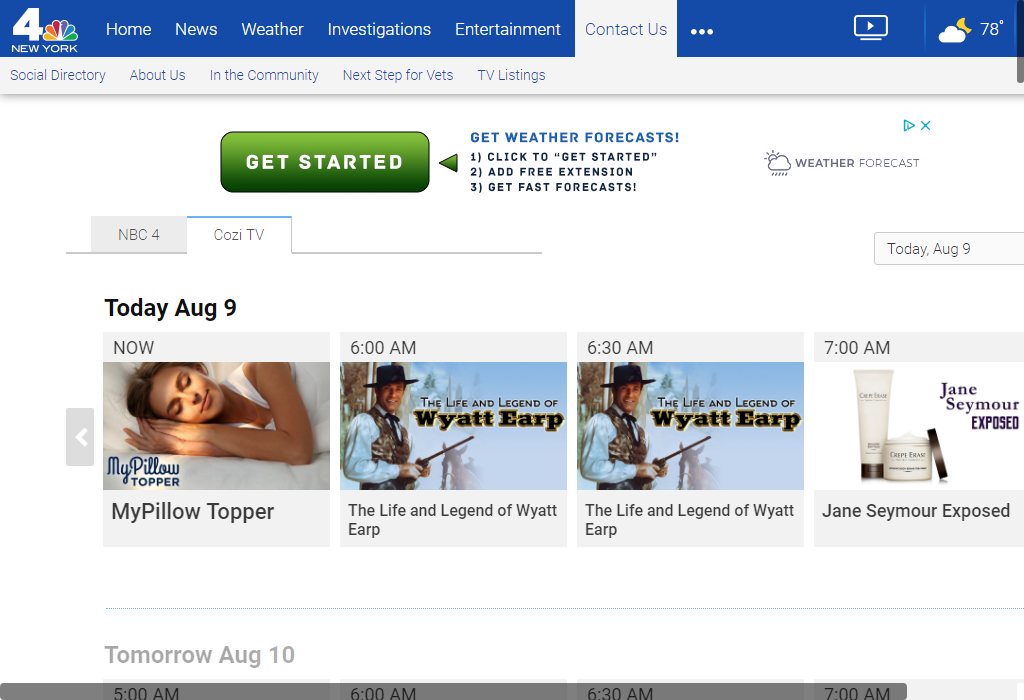 4
NEW YORK
Home
News
Weather
Investigations
Entertainment
Contact Us
78°
Social Directory
About Us
In the Community
Next Step for Vets
TV Listings
GET STARTED
GET WEATHER FORECASTS!
1) CLICK TO “GET STARTED”
2) ADD FREE EXTENSION
3) GET FAST FORECASTS!
WEATHER FORECAST
NBC 4
Cozi TV
Today, Aug 9
Today Aug 9
NOW
MyPillow
TOPPER
MyPillow Topper
6:00 AM
The Life and Legend of
Wyatt Earp
The Life and Legend of Wyatt
Earp
6:30 AM
The Life and Legend of
Wyatt Earp
The Life and Legend of Wyatt
Earp
7:00 AM
Jane
Seymour
EXPOSED
CRÉPE ERASE
CRÉPE ERASE
Jane Seymour Exposed
Tomorrow Aug 10
5:00 AM
6:00 AM
6:30 AM
7:00 AM